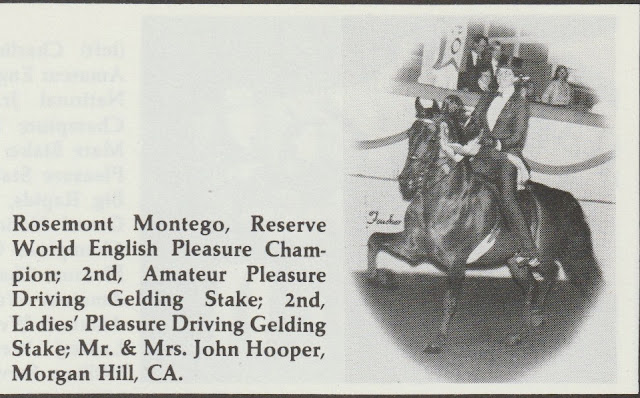 Rosemont Montego, Reserve
World English Pleasure Cham-
pion; 2nd, Amateur Pleasure
Driving Gelding Stake; 2nd,
Ladies' Pleasure Driving Gelding
Stake; Mr. & Mrs. John Hooper,
Morgan Hill, CA.